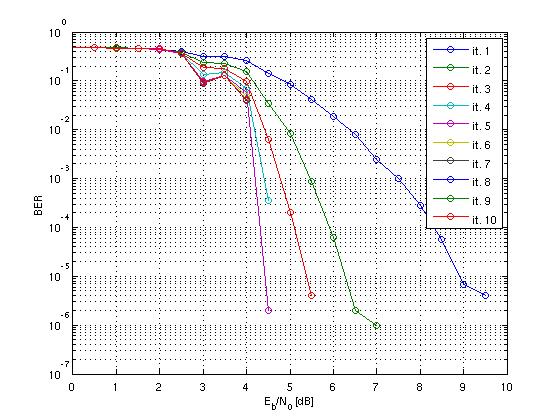 10^0
10^-1
10^-2
10^-3
10^-4
10^-5
10^-6
10^-7
BER
0 1 2 3 4 5 6 7 8 9 10
E_b/N_o [dB]
it. 1
it. 2
it. 3
it. 4
it. 5
it. 6
it. 7
it. 8
it. 9
it. 10